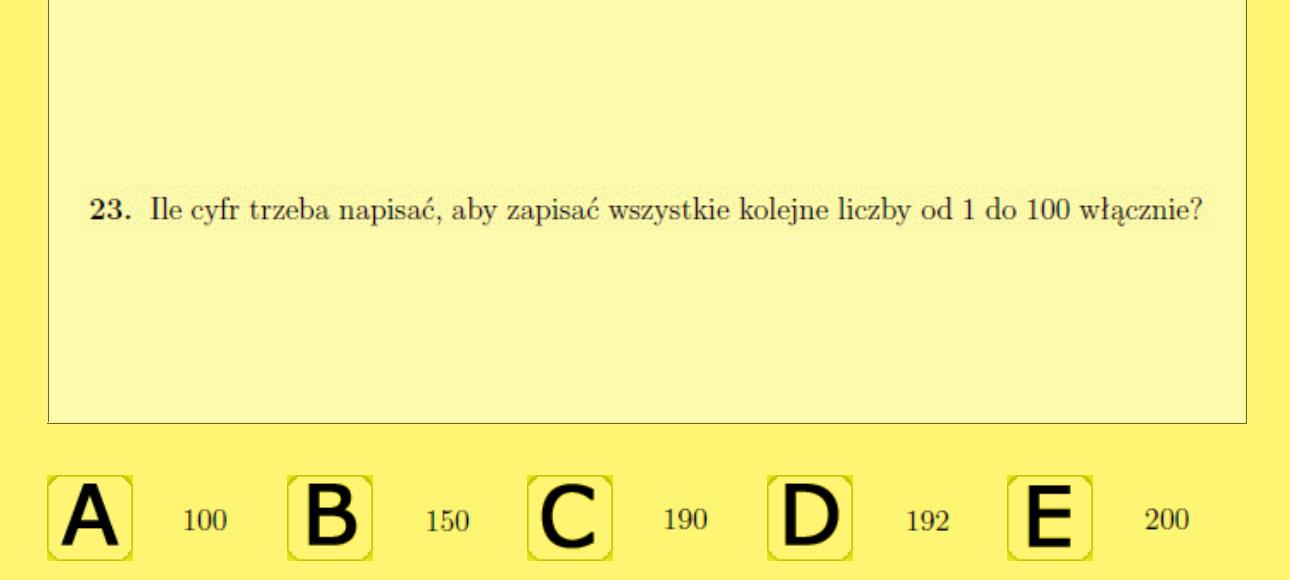 23. Ile cyfr trzeba napisać, aby zapisać wszystkie kolejne liczby od 1 do 100 włącznie?
A 100 B 150 C 190 D 192 E 200